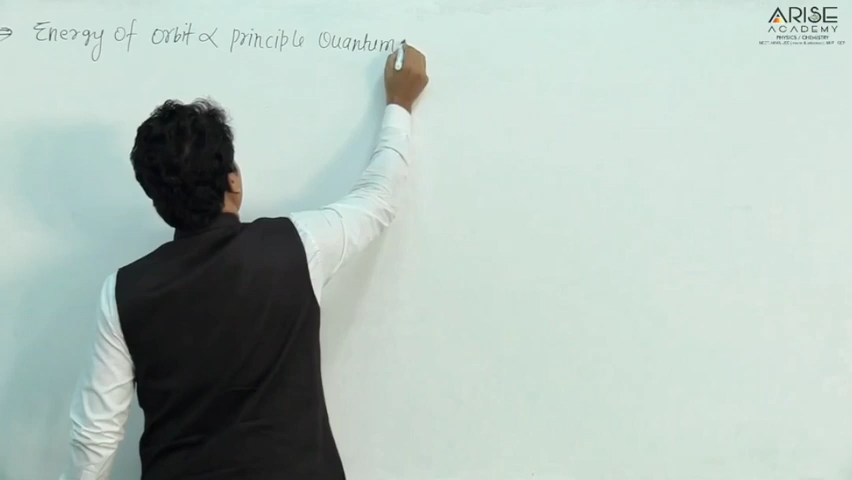 ⇒ Energy of orbit ∝ principle Quantum
ARISE
ACADEMY
PHYSICS / CHEMISTRY